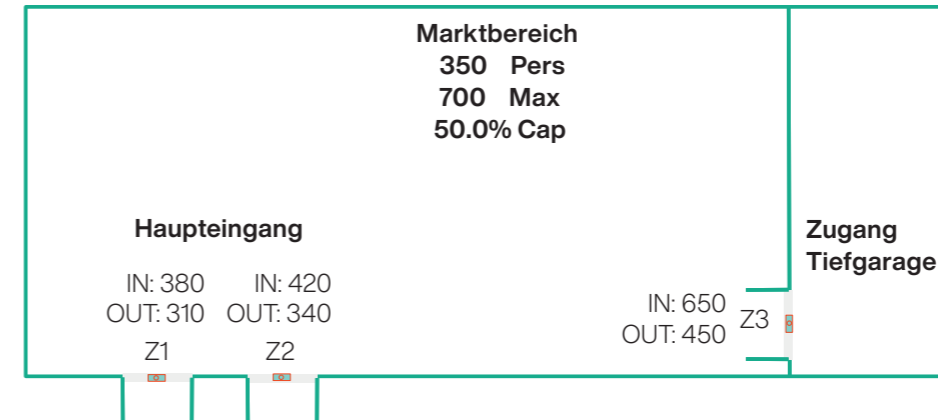 Marktbereich
350 Pers
700 Max
50.0% Cap
Haupteingang
IN: 380
OUT: 310
Z1
IN: 420
OUT: 340
Z2
IN: 650
OUT: 450
Z3
Zugang
Tiefgarage